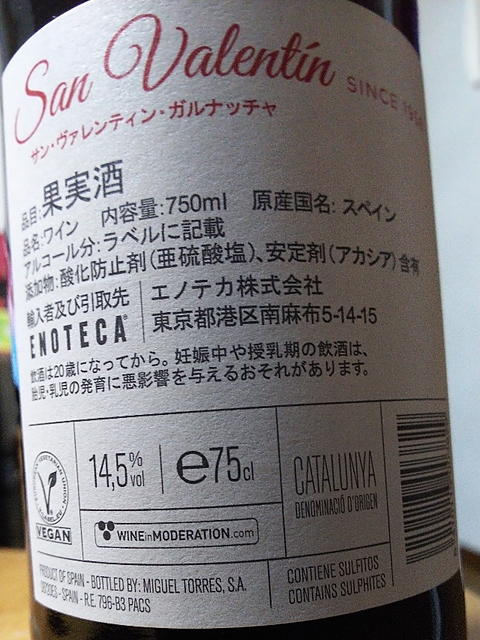 San Valentín SINCE 1956
サン・ヴァレンティン・ガルナッチャ
品目:果実酒
品名:ワイン 内容量:750ml 原産国名:スペイン
アルコール分:ラベルに記載
添加物:酸化防止剤(亜硫酸塩)、安定剤(アカシア)含有
輸入者及び引取先 エノテカ株式会社
ENOTECA® 東京都港区南麻布5-14-15
飲酒は20歳になってから。妊娠中や授乳期の飲酒は、
胎児・乳児の発育に悪影響を与えるおそれがあります。
EUROPEAN VEGETARIAN UNION
V
VEGAN
14,5% vol
e75cl
WINEinMODERATION.com
CATALUNYA
DENOMINACIÓ D'ORIGEN
PRODUCT OF SPAIN - BOTTLED BY: MIGUEL TORRES, S.A.
SPAIN - R.E. 796-B3 PACS
CONTIENE SULFITOS
CONTAINS SULPHITES